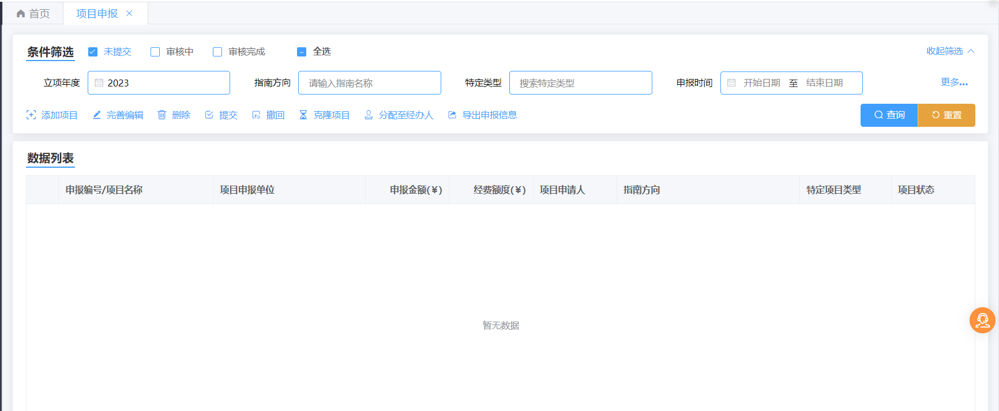 首页 项目申报
条件筛选 未提交 审核中 审核完成 全选 收起筛选
立项年度 2023 指南方向 请输入指南名称 特定类型 搜索特定类型 申报时间 开始日期 至 结束日期 更多...
添加项目 完善编辑 删除 提交 撤回 克隆项目 分配至经办人 导出申报信息 查询 重置
数据列表
申报编号/项目名称 项目申报单位 申报金额(¥) 经费额度(¥) 项目申请人 指南方向 特定项目类型 项目状态
暂无数据